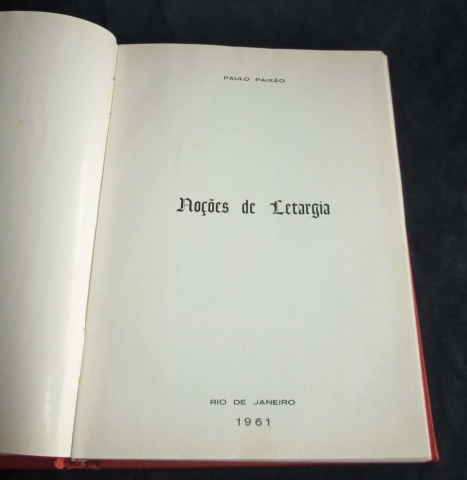 PAULO PAIXÃO
Noções de Letargia
RIO DE JANEIRO
1961